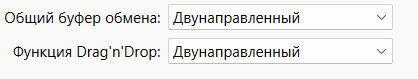 Общий буфер обмена: Двунаправленный
Функция Drag'n'Drop: Двунаправленный